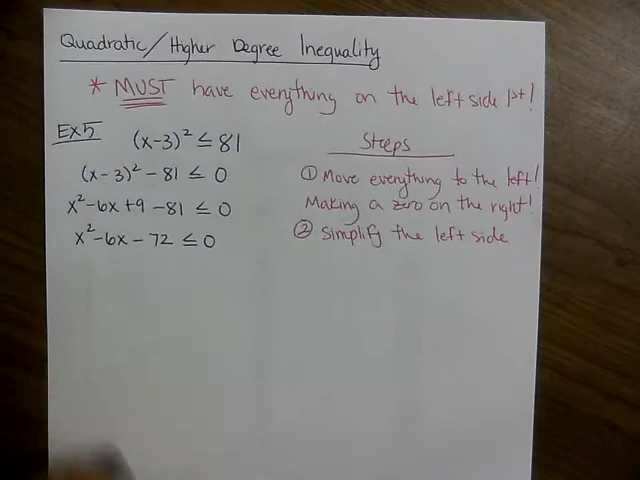 Quadratic/Higher Degree Inequality
* MUST have everything on the left side 1st!
Ex5 (x-3)² ≤ 81
(x-3)² - 81 ≤ 0
x² - 6x + 9 - 81 ≤ 0
x² - 6x - 72 ≤ 0
Steps
① Move everything to the left!
Making a zero on the right!
② Simplify the left side